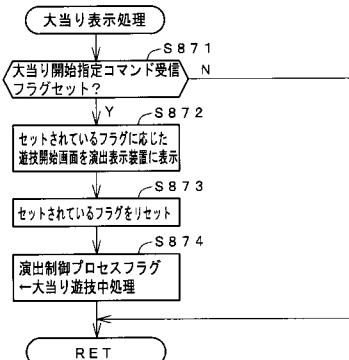 大当り表示処理
S871
大当り開始指定コマンド受信
フラグセット？
N
Y
S872
セットされているフラグに応じた
遊技開始画面を演出表示装置に表示
S873
セットされているフラグをリセット
S874
演出制御プロセスフラグ
←大当り遊技中処理
RET